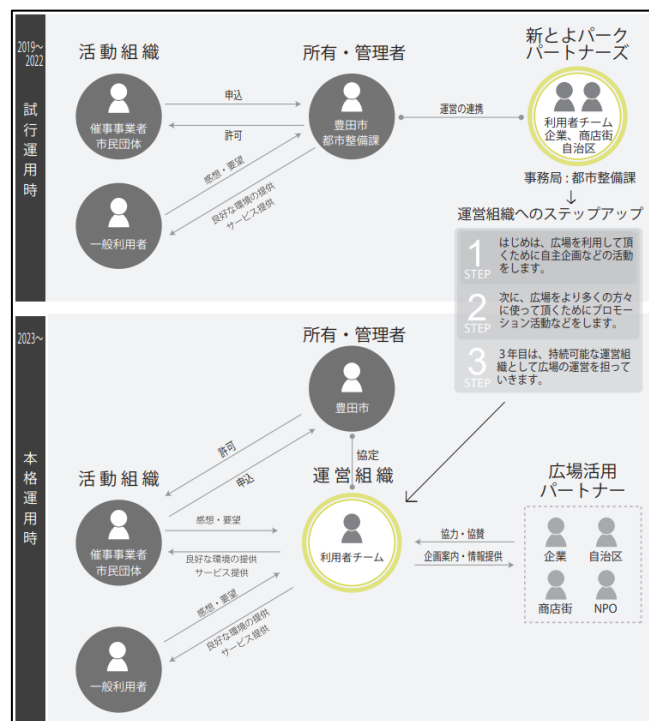 2019〜
2022
試行運用時
活動組織
所有・管理者
新とよパーク
パートナーズ
催事事業者
市民団体
申込
許可
豊田市
都市整備課
運営の連携
利用者チーム
企業、商店街
自治区
感想・要望
良好な環境の提供
サービス提供
一般利用者
事務局：都市整備課
運営組織へのステップアップ
1
STEP
はじめは、広場を利用して頂
くために自主企画などの活動
をします。
2
STEP
次に、広場をより多くの方々
に使って頂くためにプロモー
ション活動などをします。
3
STEP
３年目は、持続可能な運営組
織として広場の運営を担って
いきます。
2023〜
本格運用時
所有・管理者
豊田市
許可
申込
協定
活動組織
運営組織
広場活用
パートナー
催事事業者
市民団体
感想・要望
良好な環境の提供
サービス提供
利用者チーム
協力・協賛
企画案内・情報提供
企業
自治区
商店街
NPO
感想・要望
良好な環境の提供
サービス提供
一般利用者